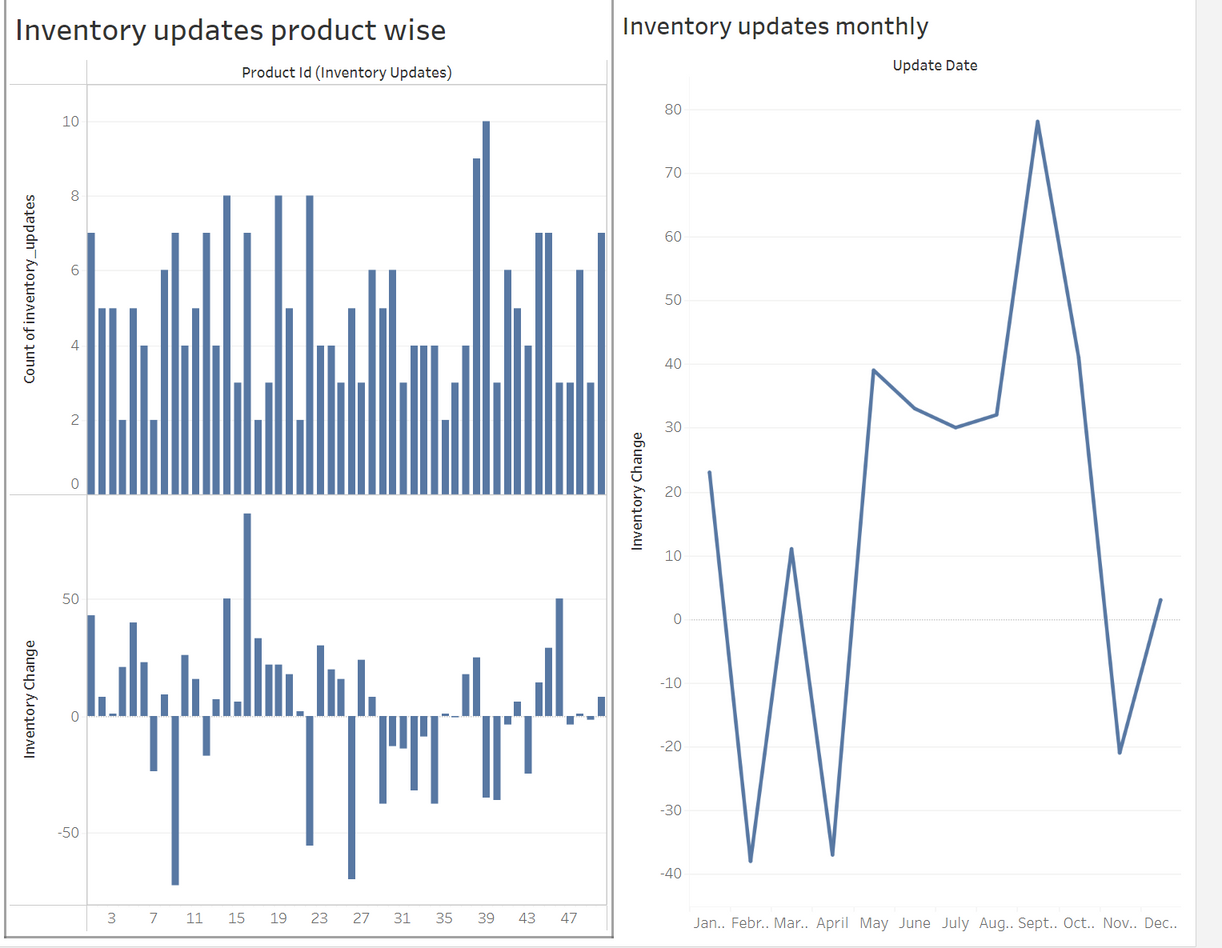 Inventory updates product wise
Product Id (Inventory Updates)
Count of inventory_updates
10
8
6
4
2
0
Inventory Change
50
0
-50
3 7 11 15 19 23 27 31 35 39 43 47
Inventory updates monthly
Update Date
Inventory Change
80
70
60
50
40
30
20
10
0
-10
-20
-30
-40
Jan.. Febr.. Mar.. April May June July Aug.. Sept.. Oct.. Nov.. Dec..